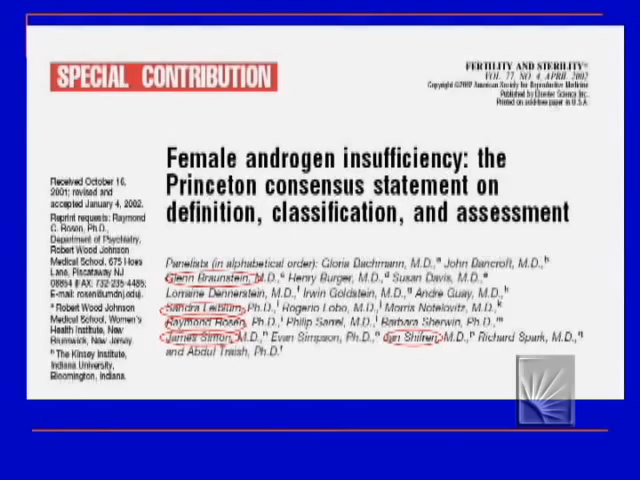 SPECIAL CONTRIBUTION
FERTILITY AND STERILITY®
VOL. 77, NO. 4, APRIL 2002
Copyright ©2002 American Society for Reproductive Medicine
Published by Elsevier Science Inc.
Printed on acid-free paper in U.S.A.
Female androgen insufficiency: the
Princeton consensus statement on
definition, classification, and assessment
Received October 16,
2001; revised and
accepted January 4, 2002.
Reprint requests: Raymond
C. Rosen, Ph.D.,
Department of Psychiatry,
Robert Wood Johnson
Medical School, 675 Hoes
Lane, Piscataway NJ
08854 (FAX: 732-235-4485;
E-mail:
a Robert Wood Johnson
Medical School, Women's
Health Institute, New
Brunswick, New Jersey.
b The Kinsey Institute,
Indiana University,
Bloomington, Indiana.
Panelists (in alphabetical order): Gloria Bachmann, M.D., John Bancroft, M.D.,
Glenn Braunstein, M.D., Henry Burger, M.D., Susan Davis, M.D.,
Lorraine Dennerstein, M.D., Irwin Goldstein, M.D., Andre Guay, M.D.,
Sandra Leiblum, Ph.D., Rogerio Lobo, M.D., Morris Notelovitz, M.D.,
Raymond Rosen, Ph.D., Philip Sarrel, M.D., Barbara Sherwin, Ph.D.,
James Simon, M.D., Evan Simpson, Ph.D., Jan Shifren, M.D., Richard Spark, M.D.,
and Abdul Traish, Ph.D.